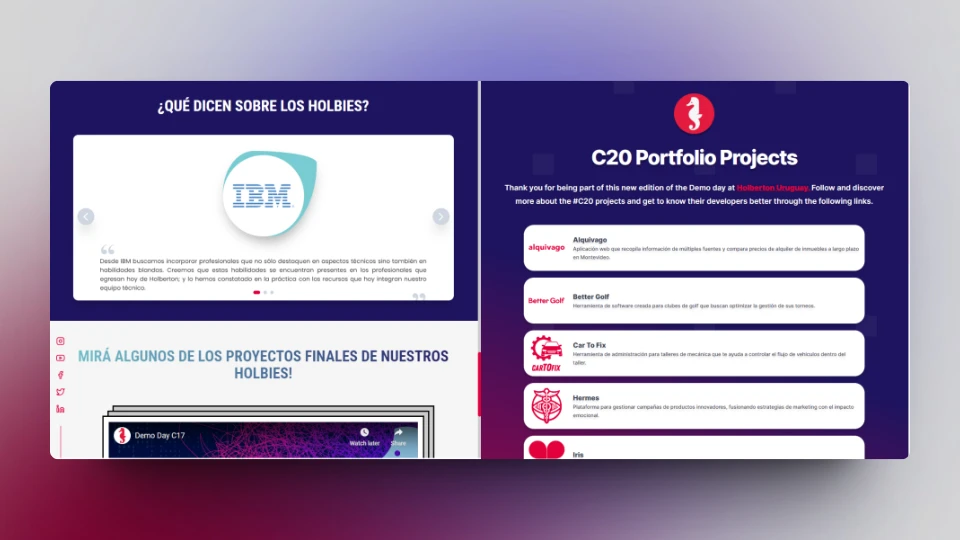 ¿QUÉ DICEN SOBRE LOS HOLBIES?
IBM
Desde IBM buscamos incorporar profesionales que no sólo destaquen en aspectos técnicos sino también en
habilidades blandas. Creemos que estas habilidades se encuentran presentes en los profesionales que
egresan hoy de Holberton; y lo hemos constatado en la práctica con los recursos que hoy integran nuestro
equipo técnico.
MIRÁ ALGUNOS DE LOS PROYECTOS FINALES DE NUESTROS
HOLBIES!
Demo Day C17
Watch later
Share
C20 Portfolio Projects
Thank you for being part of this new edition of the Demo day at Holberton Uruguay. Follow and discover
more about the #C20 projects and get to know their developers better through the following links.
alquivago
Alquivago
Aplicación web que recopila información de múltiples fuentes y compara precios de alquiler de inmuebles a largo plazo
en Montevideo.
Better Golf
Better Golf
Herramienta de software creada para clubes de golf que buscan optimizar la gestión de sus torneos.
CARTOFIX
Car To Fix
Herramienta de administración para talleres de mecánica que le ayuda a controlar el flujo de vehículos dentro del
taller.
Hermes
Plataforma para gestionar campañas de productos innovadores, fusionando estrategias de marketing con el impacto
emocional.
Iris